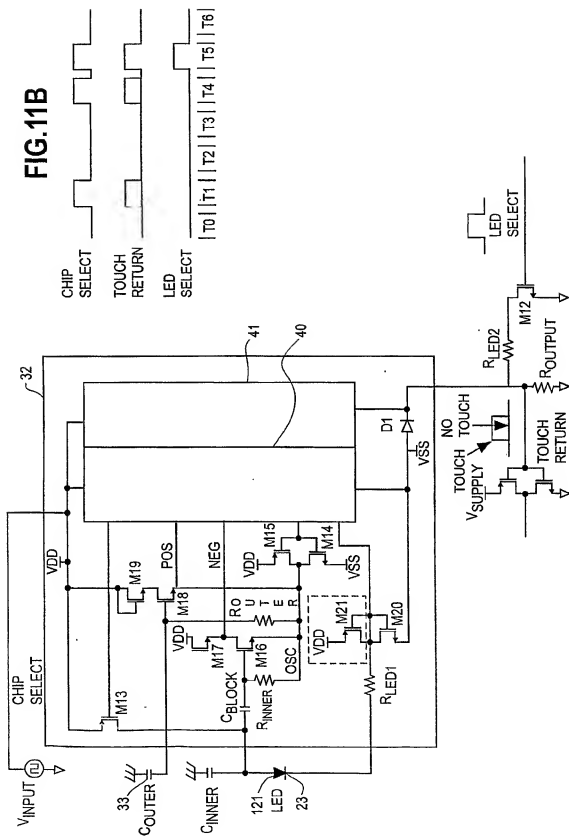 FIG.11B
CHIP
SELECT
TOUCH
RETURN
LED
SELECT
T0 T1 T2 T3 T4 T5 T6
VINPUT
CHIP
SELECT
VDD
32
41
40
M13
M19
M18
POS
NEG
VDD
M17
M16
ROUTER
OSC
CBLOCK
RINNER
VDD
M15
M14
VSS
33
COUTER
CINNER
121
LED
23
VDD
M21
M20
RLED1
D1
VSS
RLED2
LED
SELECT
M12
ROUTPUT
NO
TOUCH
TOUCH
TOUCH
RETURN
VSUPPLY